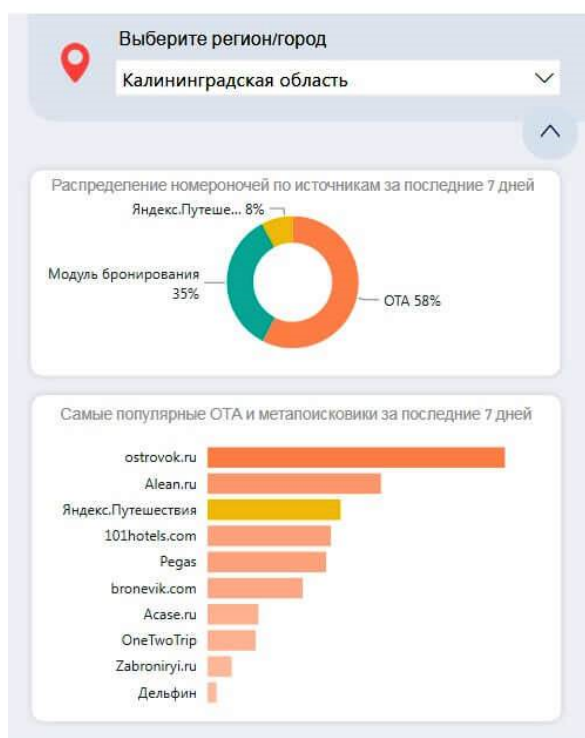 Выберите регион/город
Калининградская область
Распределение номероночей по источникам за последние 7 дней
Яндекс.Путеше... 8%
Модуль бронирования
35%
ОТА 58%
Самые популярные ОТА и метапоисковики за последние 7 дней
ostrovok.ru
Alean.ru
Яндекс.Путешествия
101hotels.com
Pegas
bronevik.com
Acase.ru
OneTwoTrip
Zabroniryi.ru
Дельфин